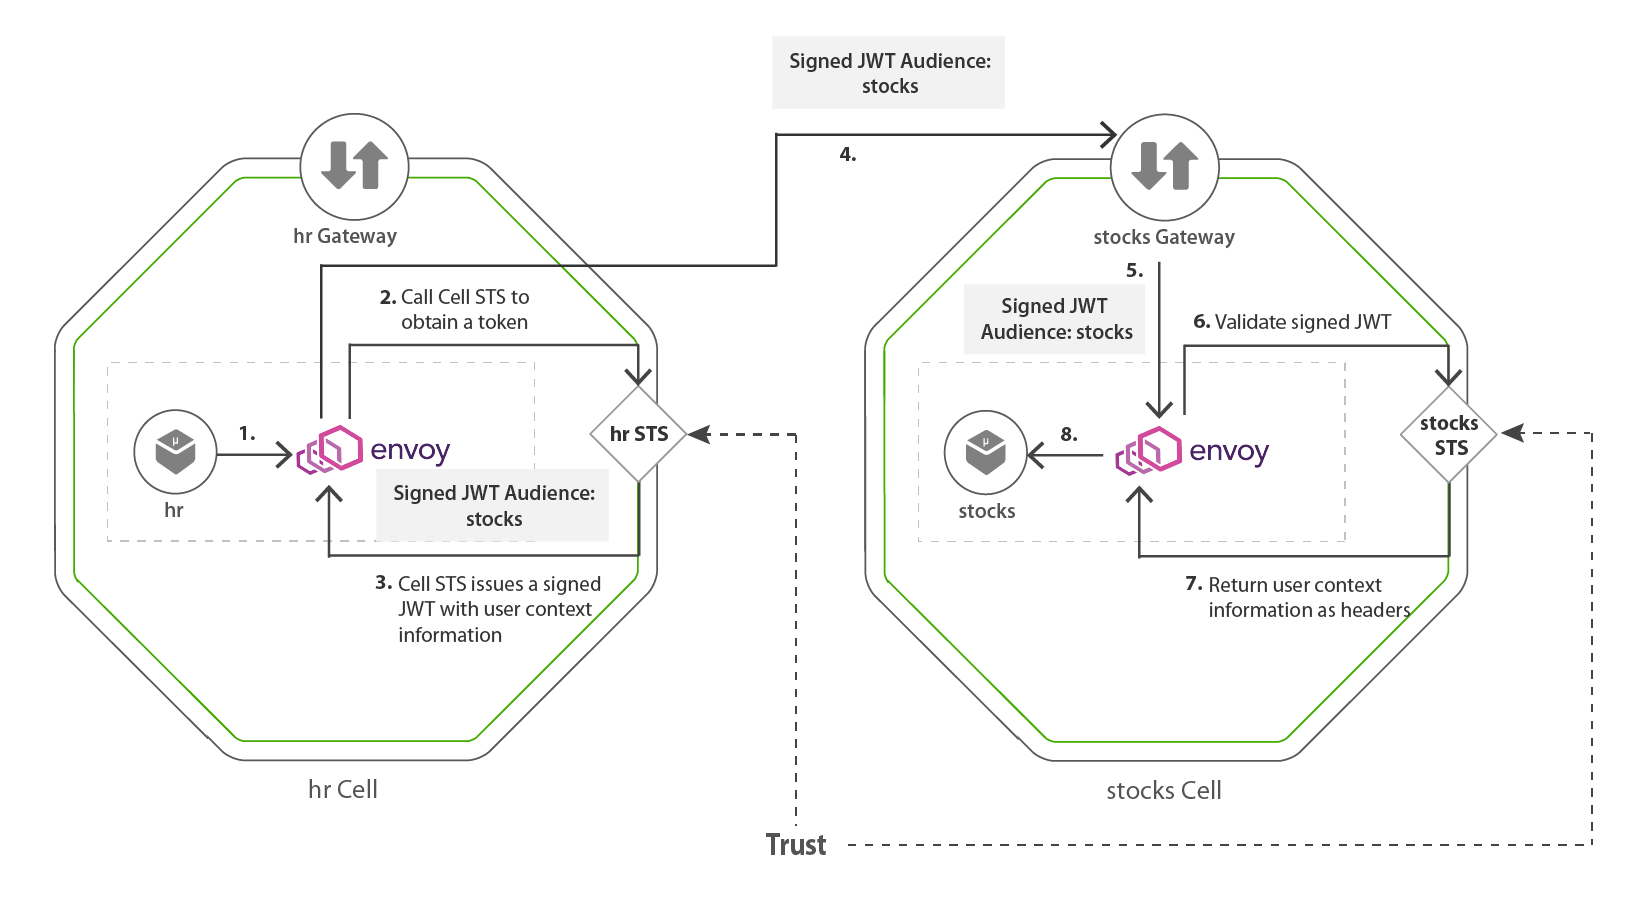 Signed JWT Audience:
stocks
4.
hr Gateway
2. Call Cell STS to
obtain a token
1.
envoy
hr STS
hr
Signed JWT Audience:
stocks
3. Cell STS issues a signed
JWT with user context
information
hr Cell
stocks Gateway
5.
Signed JWT
Audience: stocks
6. Validate signed JWT
8.
envoy
stocks
STS
µ
stocks
µ
7. Return user context
information as headers
stocks Cell
Trust